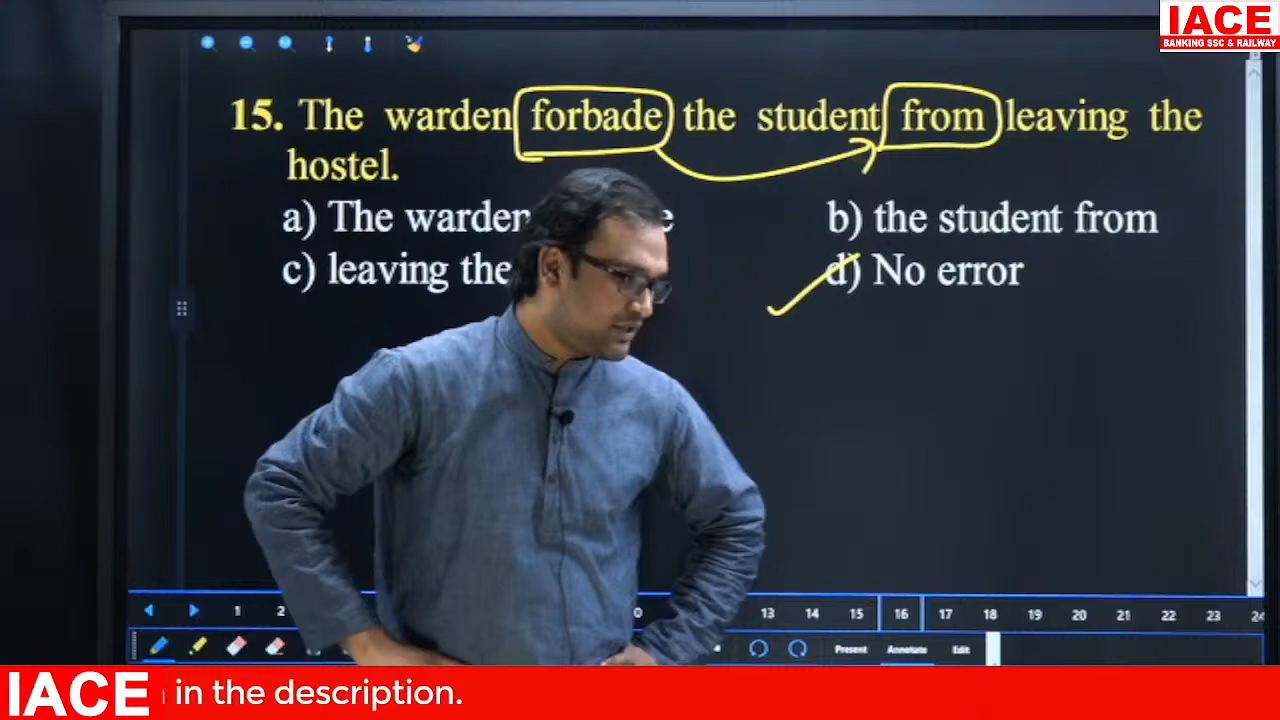 IACE
BANKING SSC & RAILWAY
15. The warden forbade the student from leaving the
hostel.
a) The warden
b) the student from
c) leaving the
d) No error
1 2 13 14 15 16 17 18 19 20 21 22 23 24
Present Annotate Edit
IACE in the description.